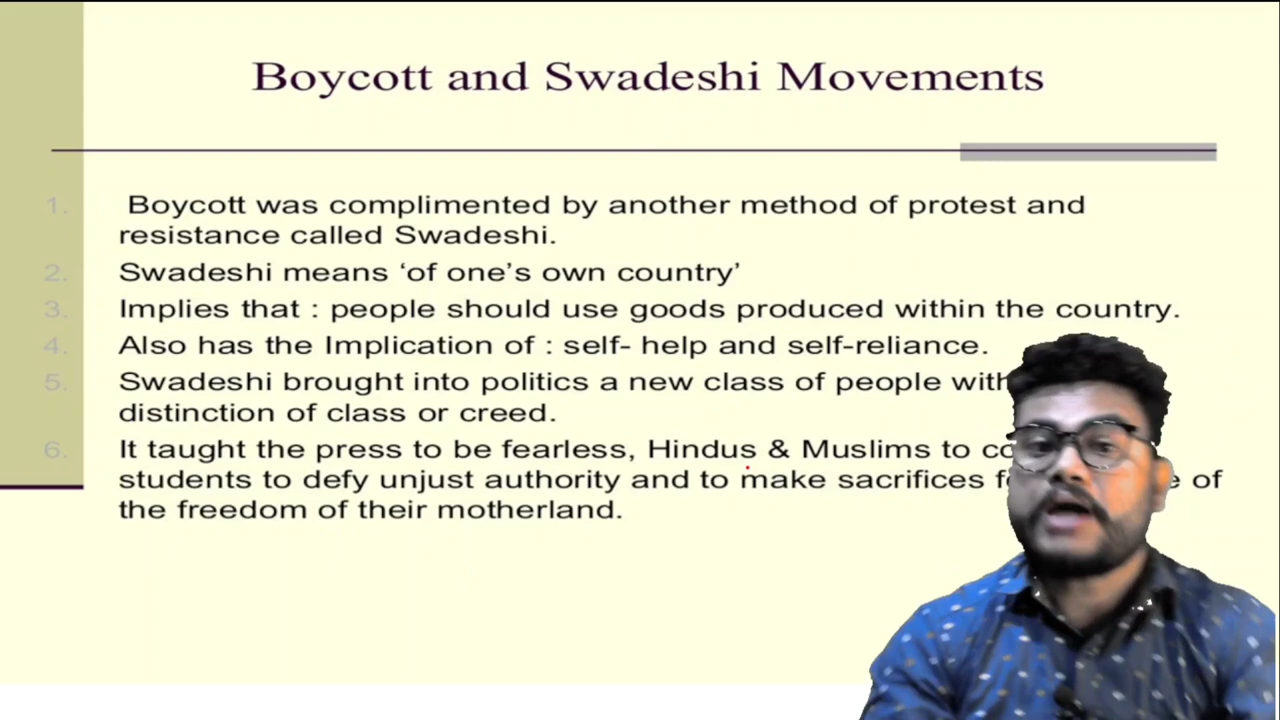 Boycott and Swadeshi Movements
1. Boycott was complimented by another method of protest and
resistance called Swadeshi.
2. Swadeshi means ‘of one’s own country’
3. Implies that : people should use goods produced within the country.
4. Also has the Implication of : self- help and self-reliance.
5. Swadeshi brought into politics a new class of people
distinction of class or creed.
6. It taught the press to be fearless, Hindus & Muslims to
students to defy unjust authority and to make sacrifices of
the freedom of their motherland.